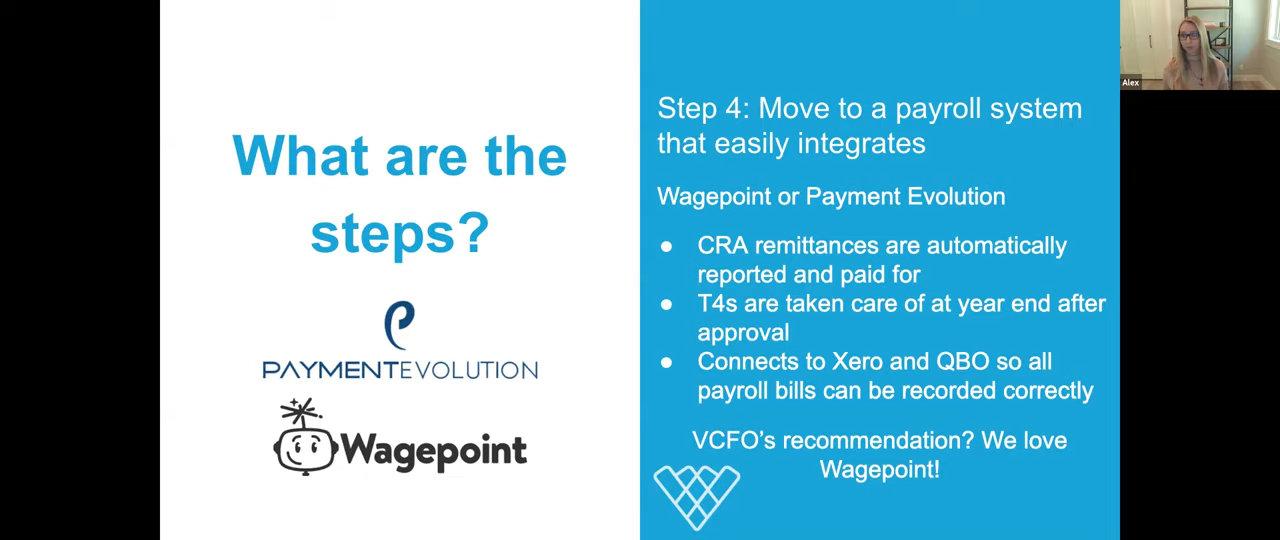 What are the
steps?
PAYMENTEVOLUTION
Wagepoint
Step 4: Move to a payroll system
that easily integrates
Wagepoint or Payment Evolution
● CRA remittances are automatically
reported and paid for
● T4s are taken care of at year end after
approval
● Connects to Xero and QBO so all
payroll bills can be recorded correctly
VCFO’s recommendation? We love
Wagepoint!
Alex